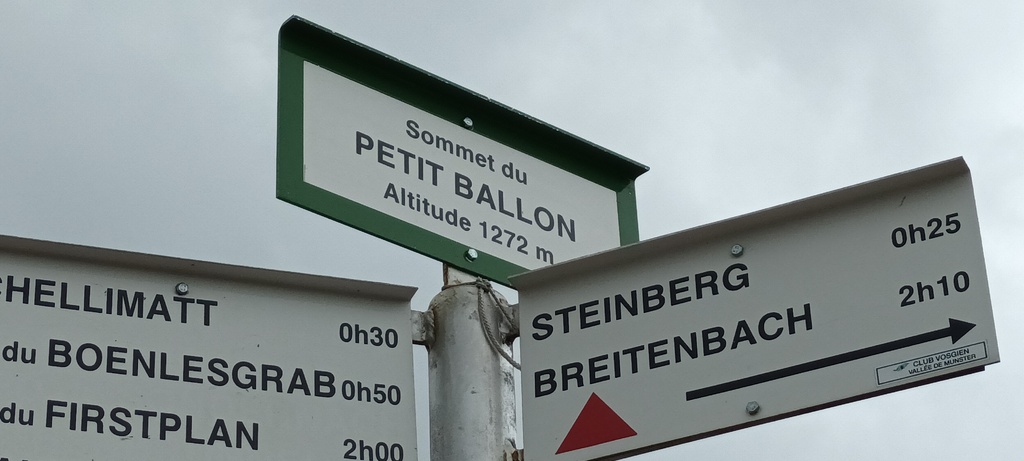 Sommet du
PETIT BALLON
Altitude 1272 m
CHELLIMATT 0h30
du BOENLESGRAB 0h50
du FIRSTPLAN 2h00
STEINBERG 0h25
BREITENBACH 2h10
CLUB VOSGIEN
VALLÉE DE MUNSTER